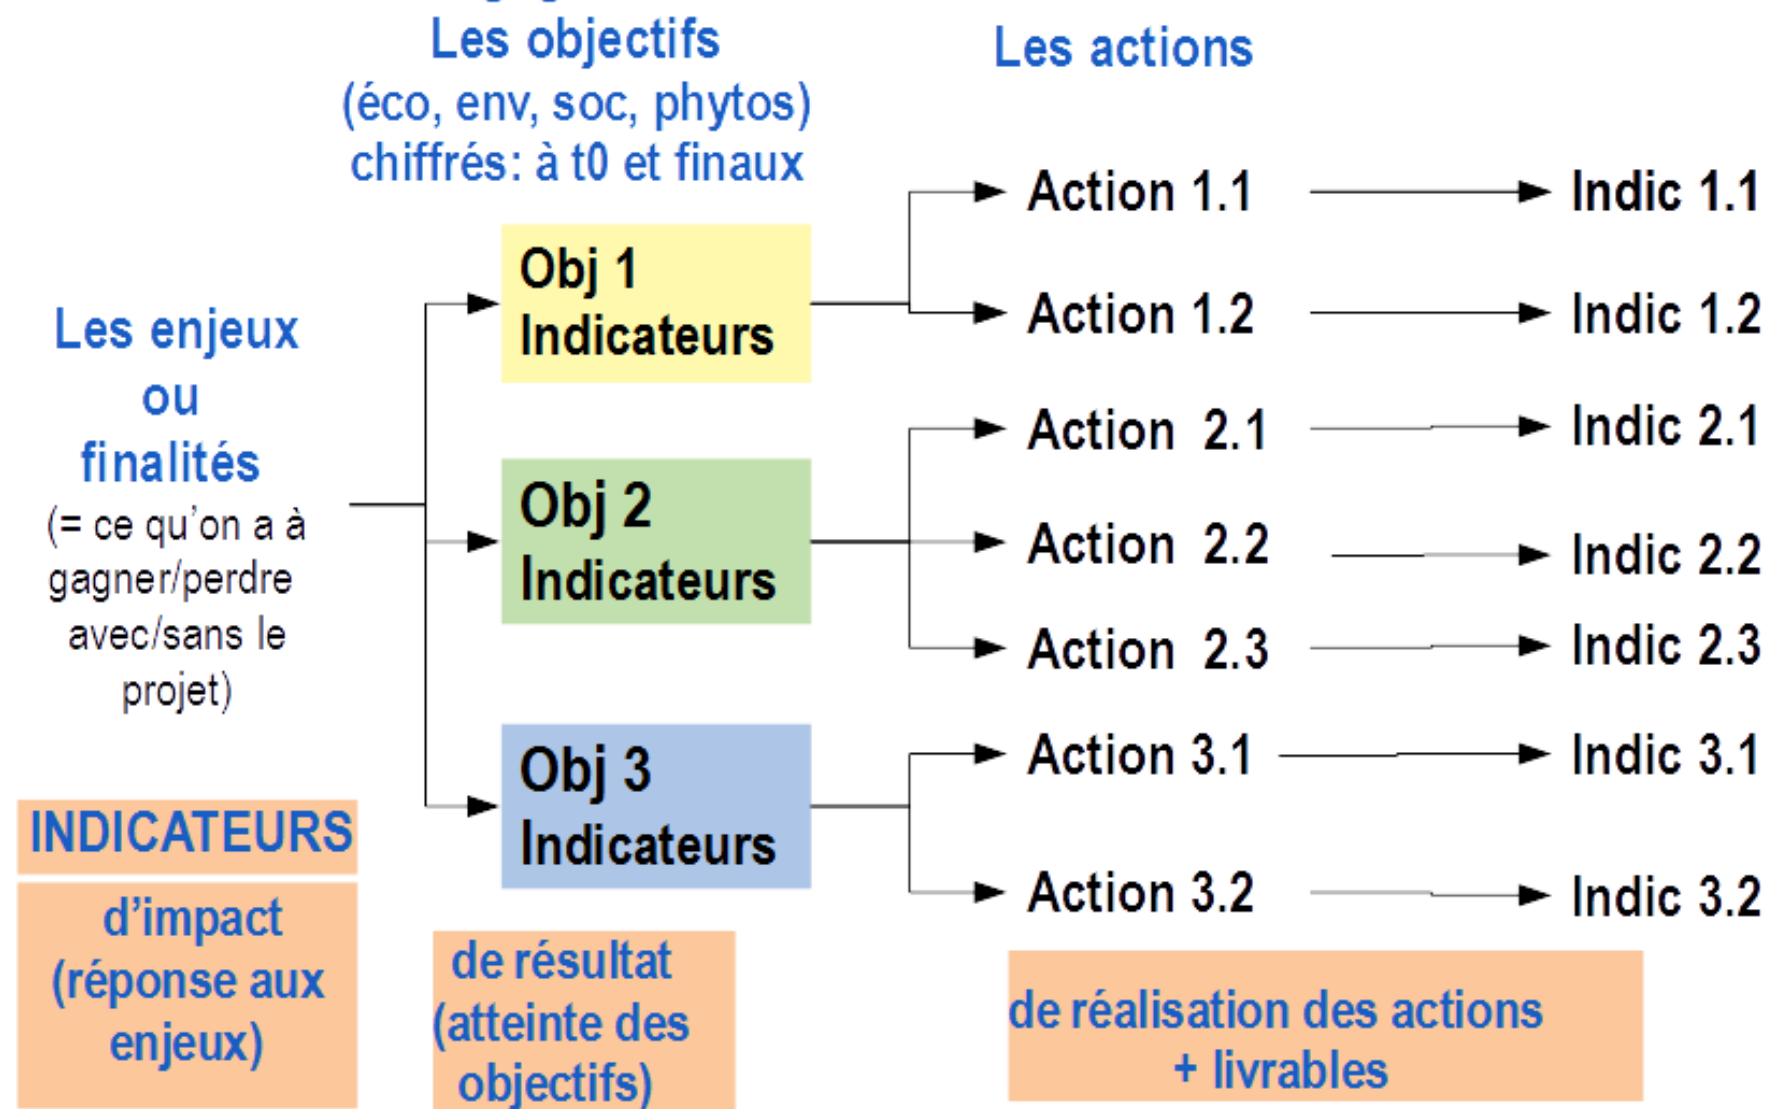 Les objectifs
(éco, env, soc, phytos)
chiffrés: à t0 et finaux
Les actions
Les enjeux
ou
finalités
(= ce qu'on a à
gagner/perdre
avec/sans le
projet)
Obj 1
Indicateurs
Action 1.1
Indic 1.1
Action 1.2
Indic 1.2
Obj 2
Indicateurs
Action 2.1
Indic 2.1
Action 2.2
Indic 2.2
Action 2.3
Indic 2.3
Obj 3
Indicateurs
Action 3.1
Indic 3.1
Action 3.2
Indic 3.2
INDICATEURS
d'impact
(réponse aux
enjeux)
de résultat
(atteinte des
objectifs)
de réalisation des actions
+ livrables